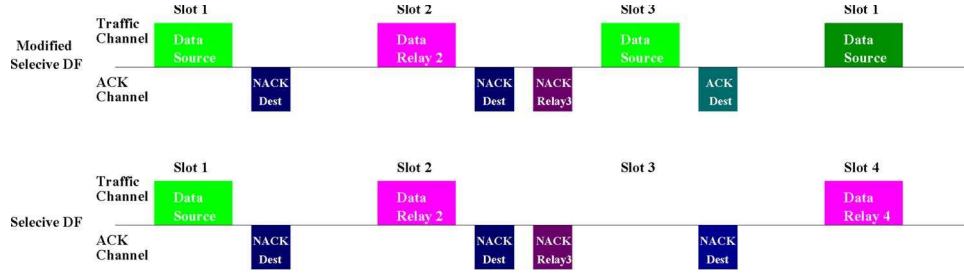 Slot 1 Slot 2 Slot 3 Slot 1
Traffic
Channel
Modified
Selecive DF
ACK
Channel
Data
Source
Data
Relay 2
Data
Source
Data
Source
NACK
Dest
NACK
Dest
NACK
Relay3
ACK
Dest
Slot 1 Slot 2 Slot 3 Slot 4
Traffic
Channel
Selecive DF
ACK
Channel
Data
Source
Data
Relay 2
Data
Relay 4
NACK
Dest
NACK
Dest
NACK
Relay3
NACK
Dest